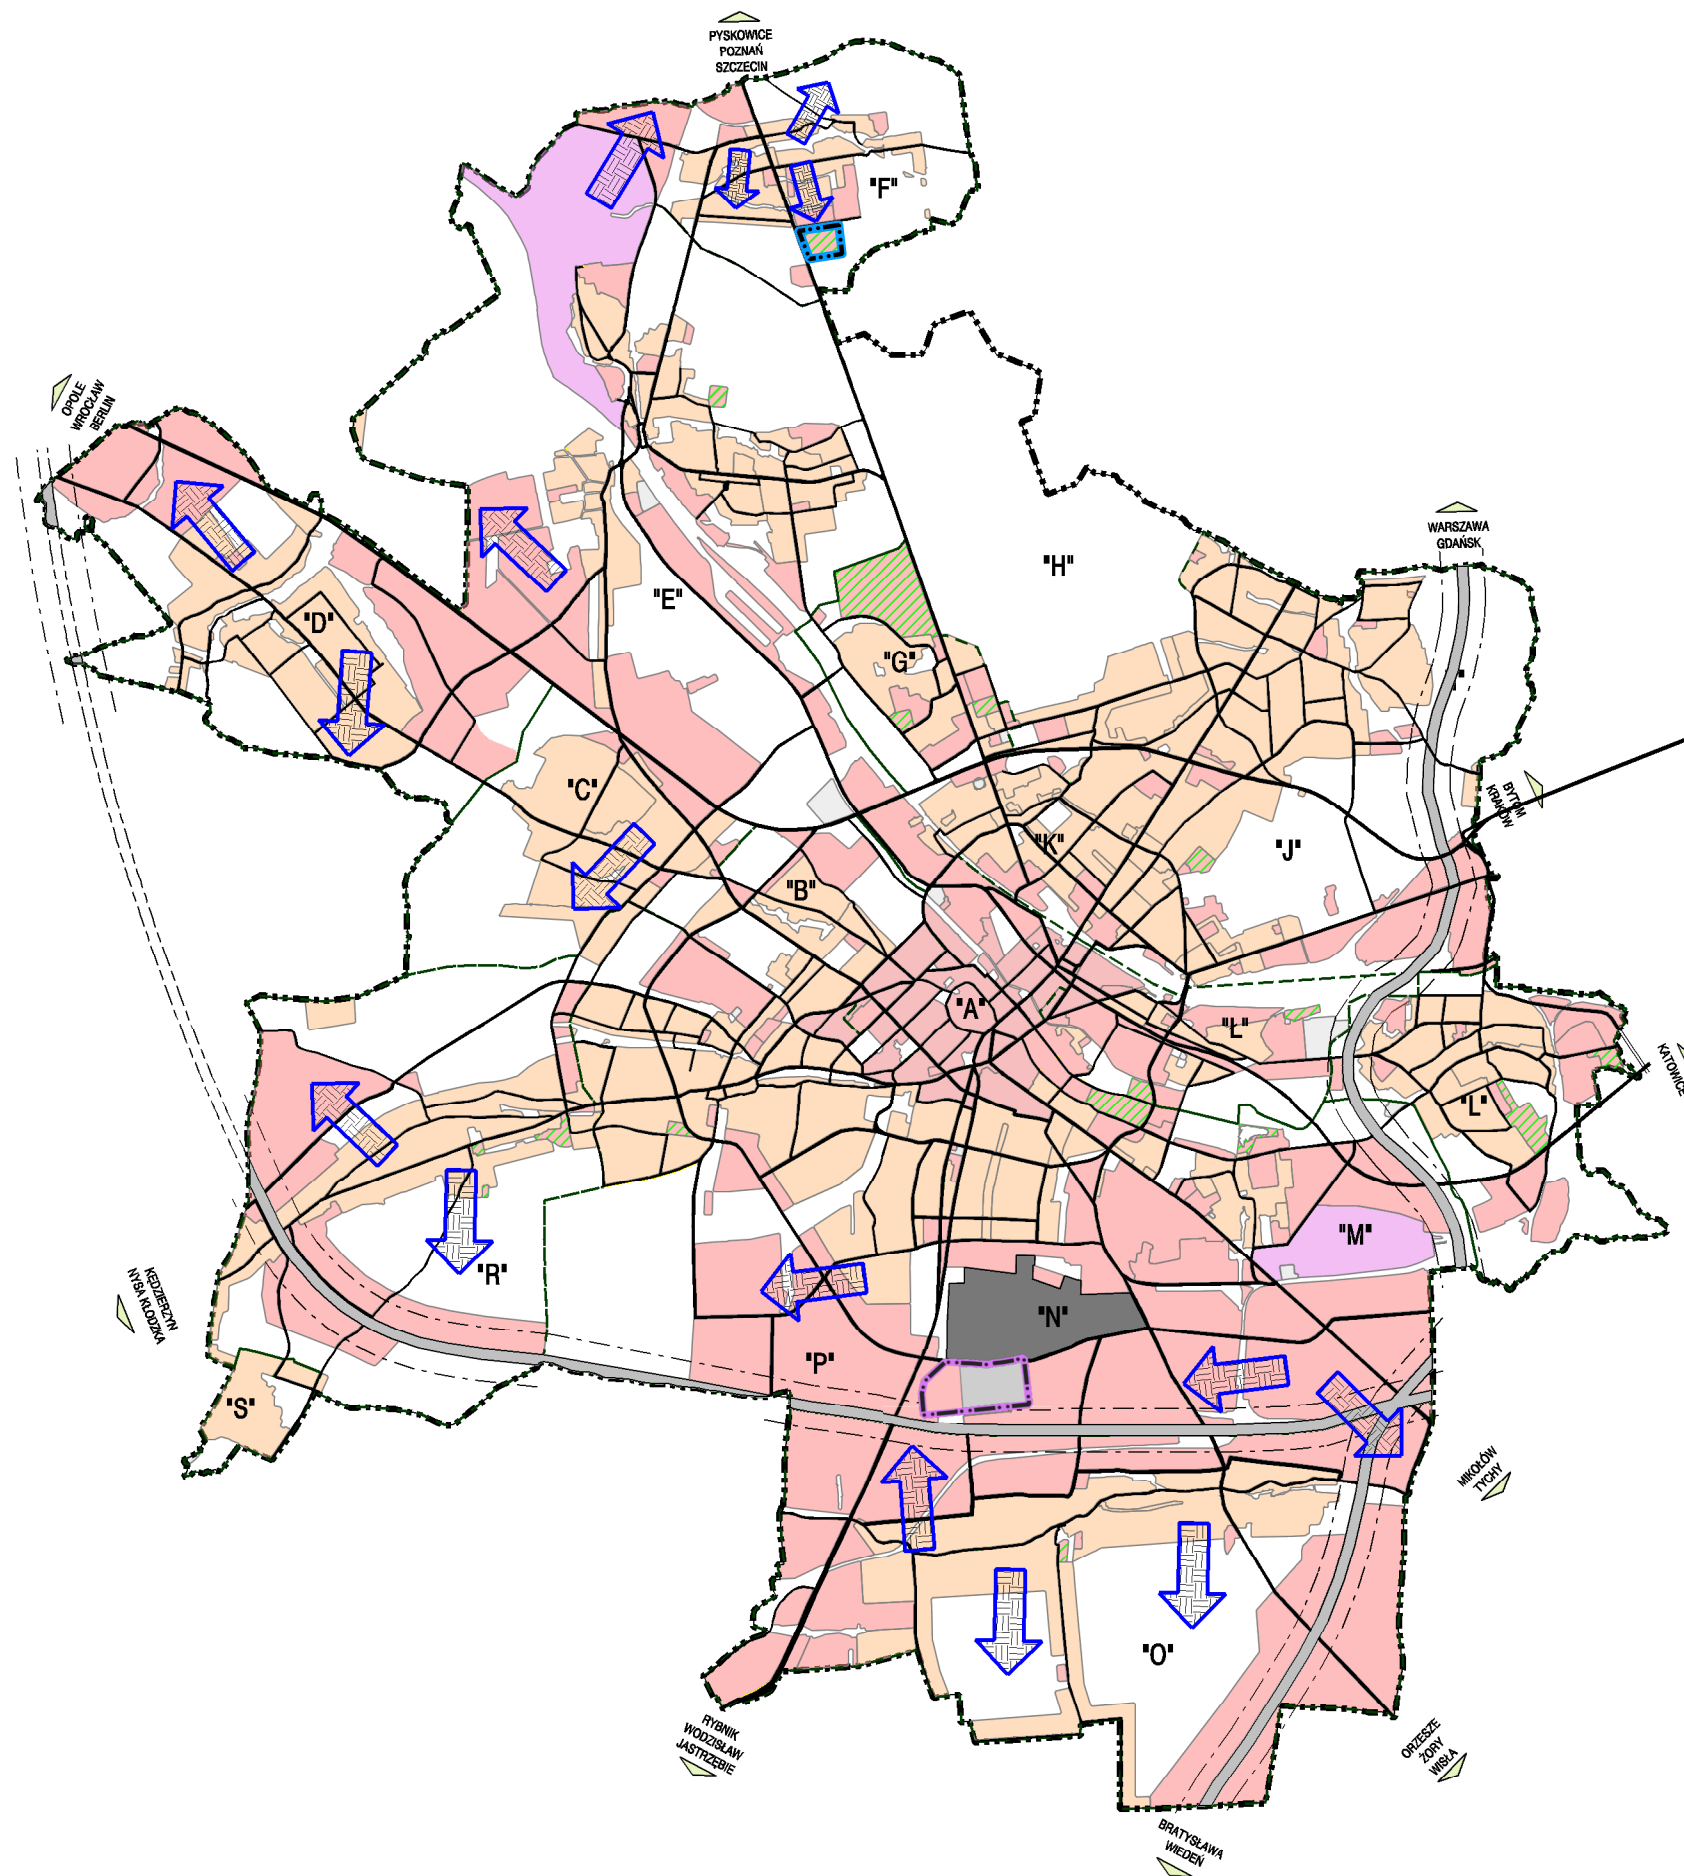 PYSKOWICE
POZNAŃ
SZCZECIN
"F"
OPOLE
WROCŁAW
BERLIN
WARSZAWA
GDAŃSK
"H"
"E"
"D"
"G"
"C"
BYTOM
KRAKÓW
"K"
"J"
"B"
"A"
"Ł"
KATOWICE
"L"
"M"
"R"
KĘDZIERZYN
NYSA KŁODZKA
"N"
"P"
"S"
MIKOŁÓW
TYCHY
"O"
RYBNIK
WODZISŁAW
JASTRZĘBIE
ORZESZE
ŻORY
WISŁA
BRATYSŁAWA
WIEDEŃ